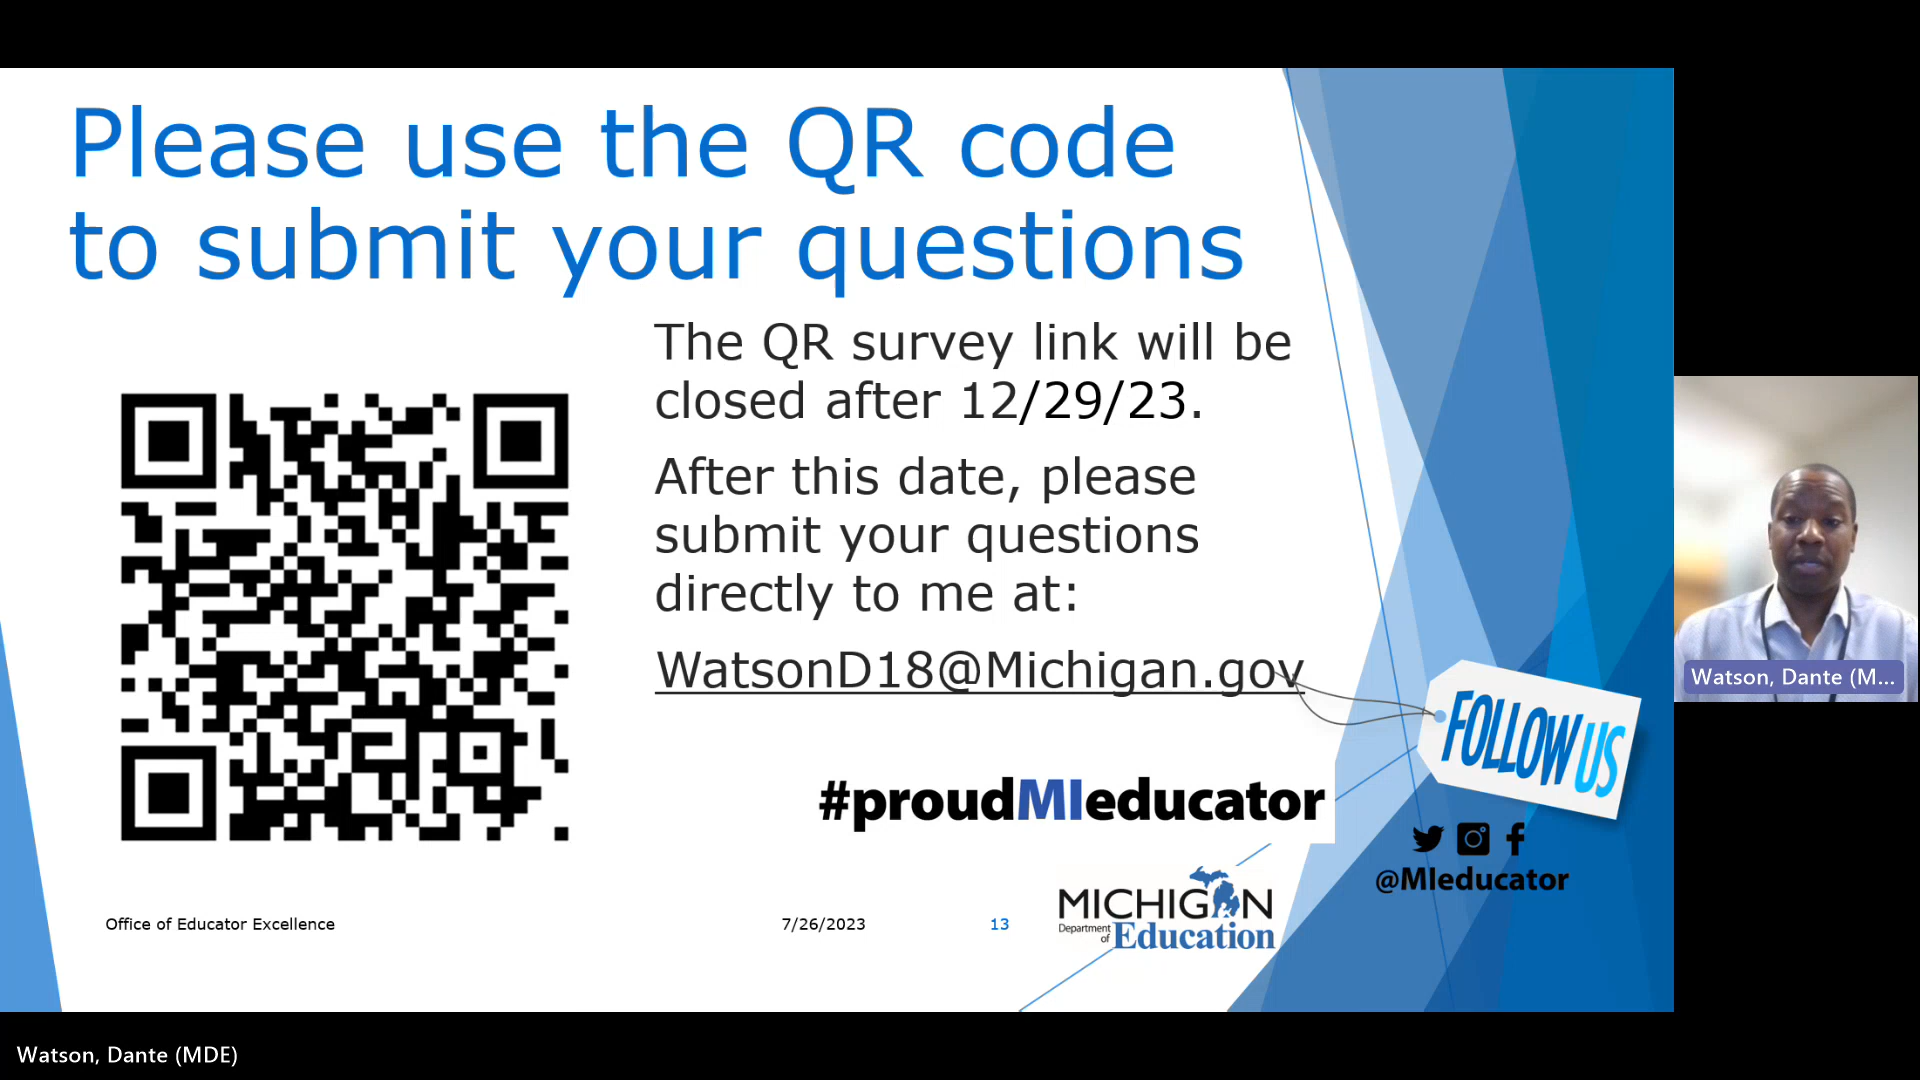 Please use the QR code
to submit your questions
The QR survey link will be
closed after 12/29/23.
After this date, please
submit your questions
directly to me at:
WatsonD18@Michigan.gov
Watson, Dante (M...
FOLLOW US
#proudMIeducator
@MIeducator
MICHIGAN
Department
of Education
Office of Educator Excellence
7/26/2023
13
Watson, Dante (MDE)